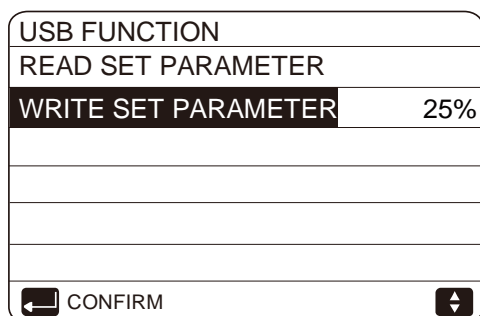 USB FUNCTION
READ SET PARAMETER
WRITE SET PARAMETER 25%
CONFIRM